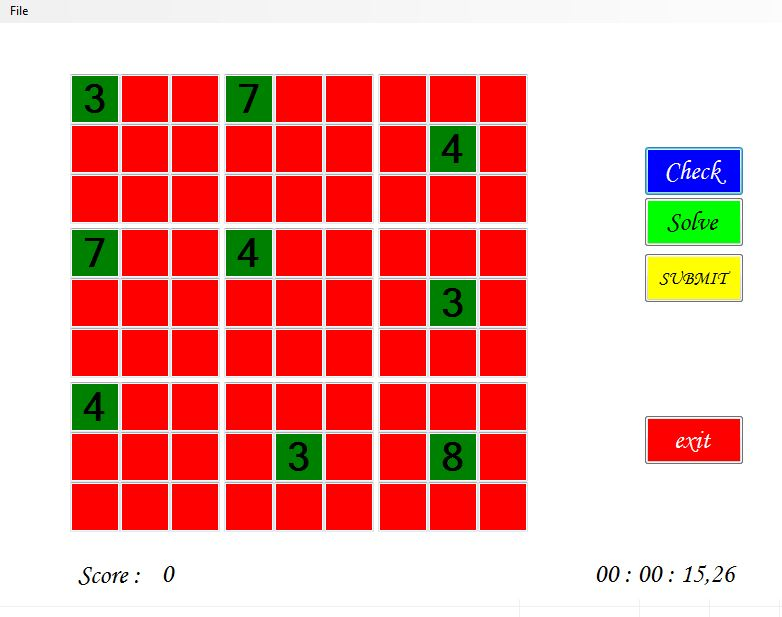 File
3 7
4
Check
Solve
7 4
SUBMIT
3
4
exit
3 8
Score : 0
00 : 00 : 15,26